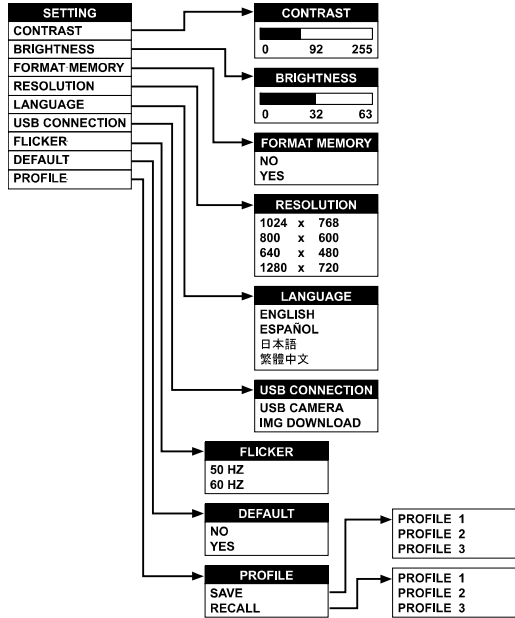 SETTING
CONTRAST
BRIGHTNESS
FORMAT MEMORY
RESOLUTION
LANGUAGE
USB CONNECTION
FLICKER
DEFAULT
PROFILE
CONTRAST
0 92 255
BRIGHTNESS
0 32 63
FORMAT MEMORY
NO
YES
RESOLUTION
1024 x 768
800 x 600
640 x 480
1280 x 720
LANGUAGE
ENGLISH
ESPAÑOL
日本語
繁體中文
USB CONNECTION
USB CAMERA
IMG DOWNLOAD
FLICKER
50 HZ
60 HZ
DEFAULT
NO
YES
PROFILE
SAVE
RECALL
PROFILE 1
PROFILE 2
PROFILE 3
PROFILE 1
PROFILE 2
PROFILE 3